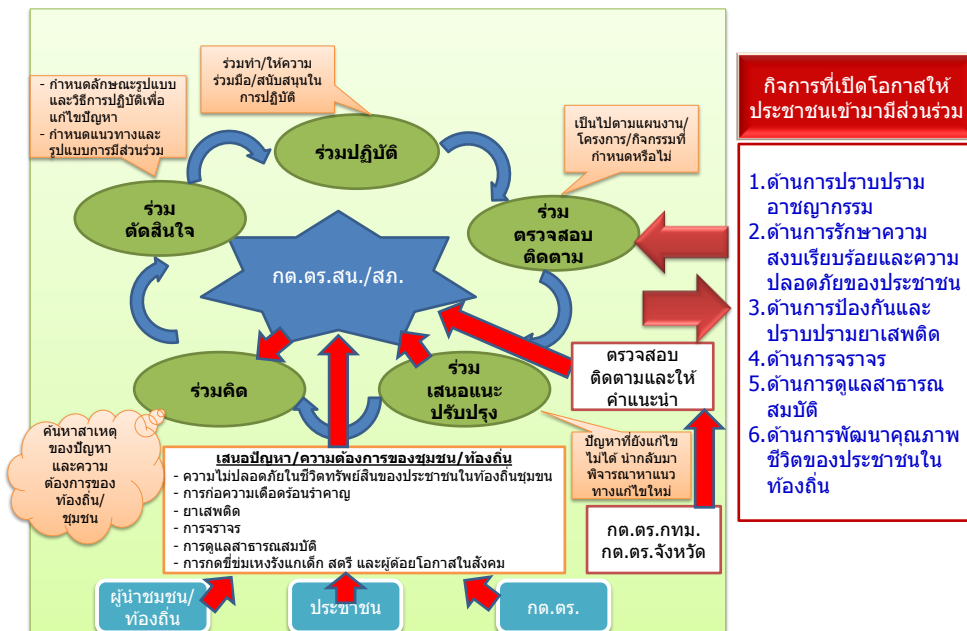 ร่วมทำ/ให้ความ
ร่วมมือ/สนับสนุนใน
การปฏิบัติ
- กำหนดลักษณะรูปแบบ
และวิธีการปฏิบัติเพื่อ
แก้ไขปัญหา
- กำหนดแนวทางและ
รูปแบบการมีส่วนร่วม
เป็นไปตามแผนงาน/
โครงการ/กิจกรรมที่
กำหนดหรือไม่
ร่วมปฏิบัติ
ร่วม
ตัดสินใจ
ร่วม
ตรวจสอบ
ติดตาม
กต.ตร.สน./สภ.
ร่วมคิด
ร่วม
เสนอแนะ
ปรับปรุง
ตรวจสอบ
ติดตามและให้
คำแนะนำ
ค้นหาสาเหตุ
ของปัญหา
และความ
ต้องการของ
ท้องถิ่น/
ชุมชน
ปัญหาที่ยังแก้ไข
ไม่ได้ นำกลับมา
พิจารณาหาแนว
ทางแก้ไขใหม่
เสนอปัญหา/ความต้องการของชุมชน/ท้องถิ่น
- ความไม่ปลอดภัยในชีวิตทรัพย์สินของประชาชนในท้องถิ่นชุมขน
- การก่อความเดือดร้อนรำคาญ
- ยาเสพติด
- การจราจร
- การดูแลสาธารณสมบัติ
- การกดขี่ข่มเหงรังแกเด็ก สตรี และผู้ด้อยโอกาสในสังคม
กต.ตร.กทม.
กต.ตร.จังหวัด
ผู้นำชุมชน/
ท้องถิ่น
ประชาชน
กต.ตร.
กิจการที่เปิดโอกาสให้
ประชาชนเข้ามามีส่วนร่วม
1.ด้านการปราบปราม
อาชญากรรม
2.ด้านการรักษาความ
สงบเรียบร้อยและความ
ปลอดภัยของประชาชน
3.ด้านการป้องกันและ
ปราบปรามยาเสพติด
4.ด้านการจราจร
5.ด้านการดูแลสาธารณ
สมบัติ
6.ด้านการพัฒนาคุณภาพ
ชีวิตของประชาชนใน
ท้องถิ่น